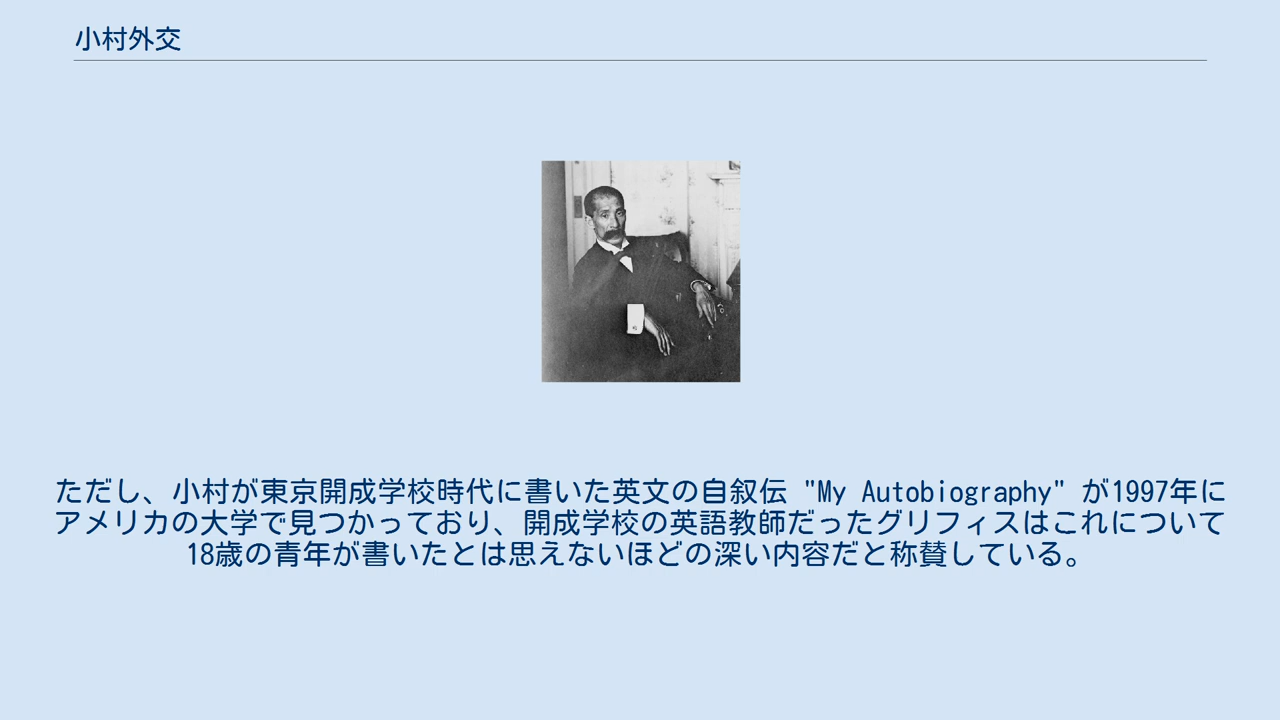 小村外交
ただし、小村が東京開成学校時代に書いた英文の自叙伝 "My Autobiography" が1997年に
アメリカの大学で見つかっており、開成学校の英語教師だったグリフィスはこれについて
18歳の青年が書いたとは思えないほどの深い内容だと称賛している。